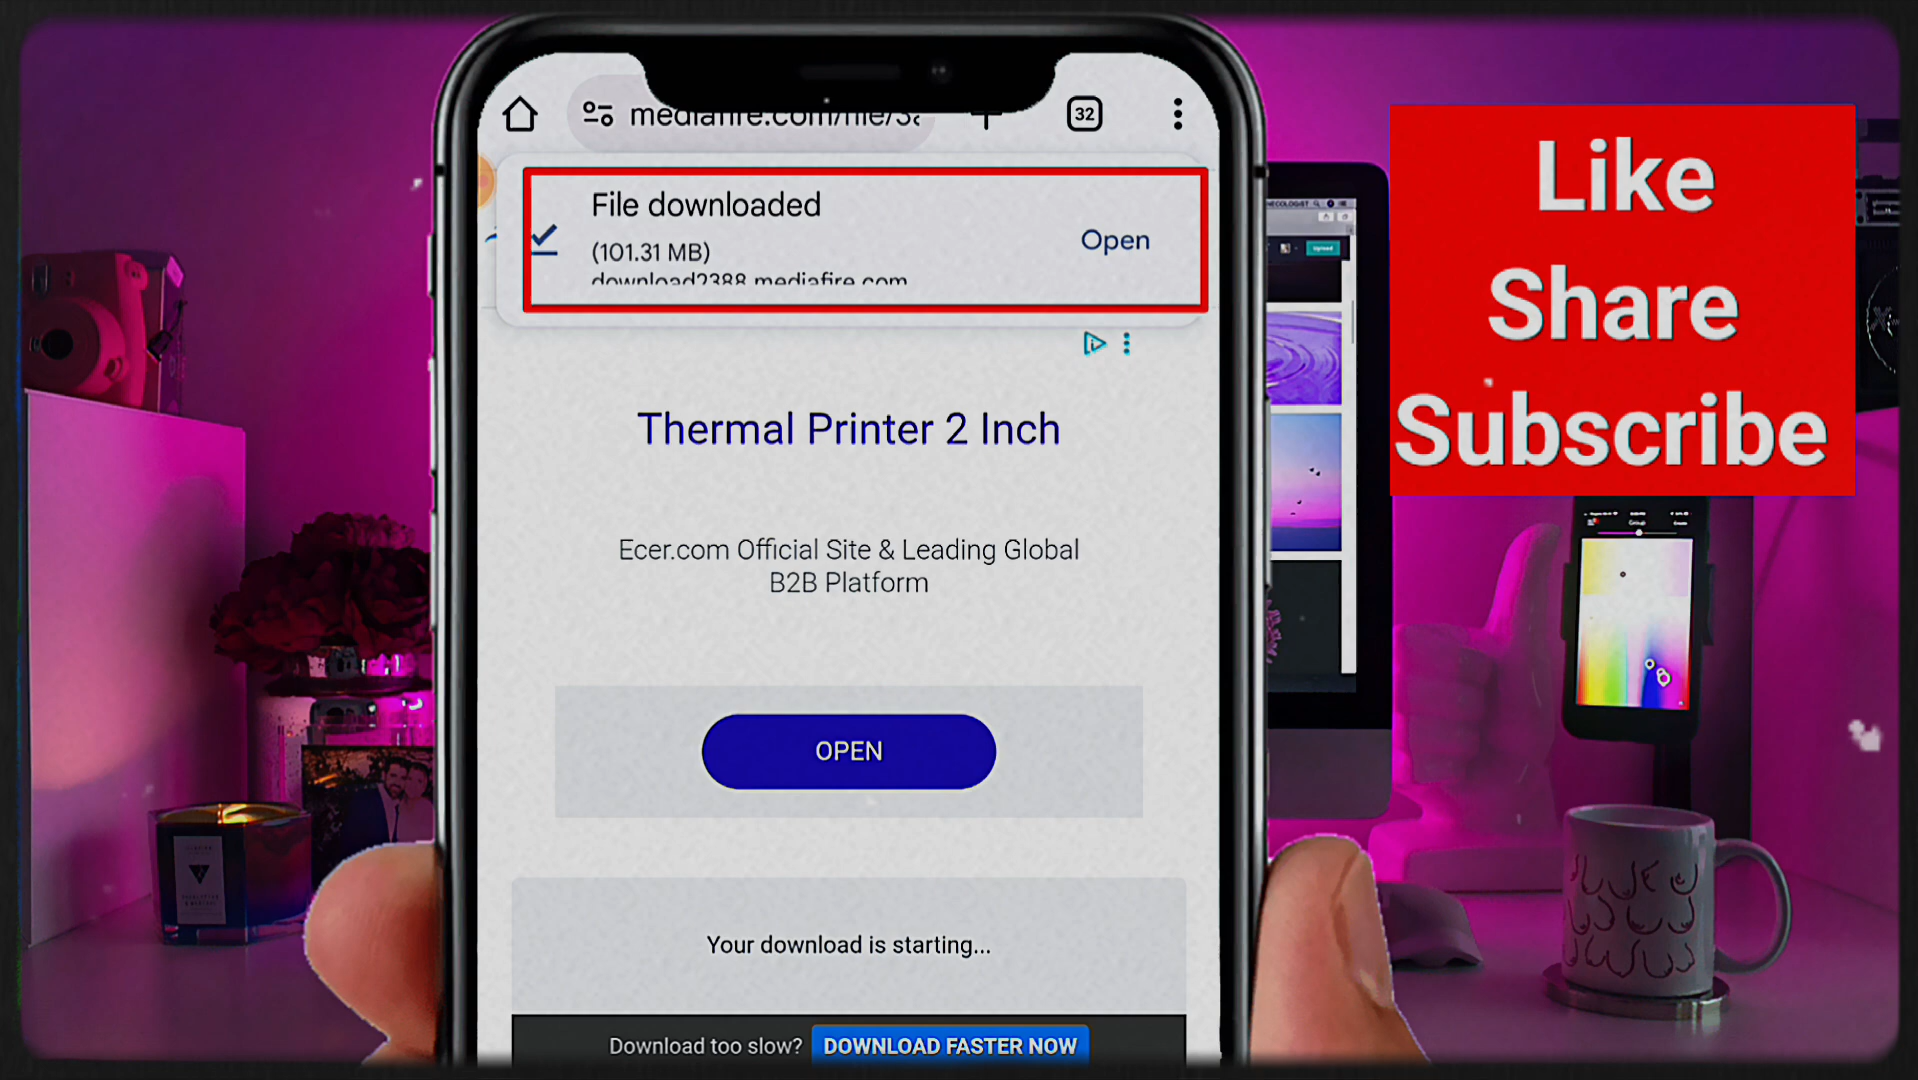 mediafire.com/file/38
32
File downloaded
(101.31 MB)
Open
download2388.mediafire.com
Thermal Printer 2 Inch
Ecer.com Official Site & Leading Global
B2B Platform
OPEN
Your download is starting...
Download too slow?
DOWNLOAD FASTER NOW
Like
Share
Subscribe
Group